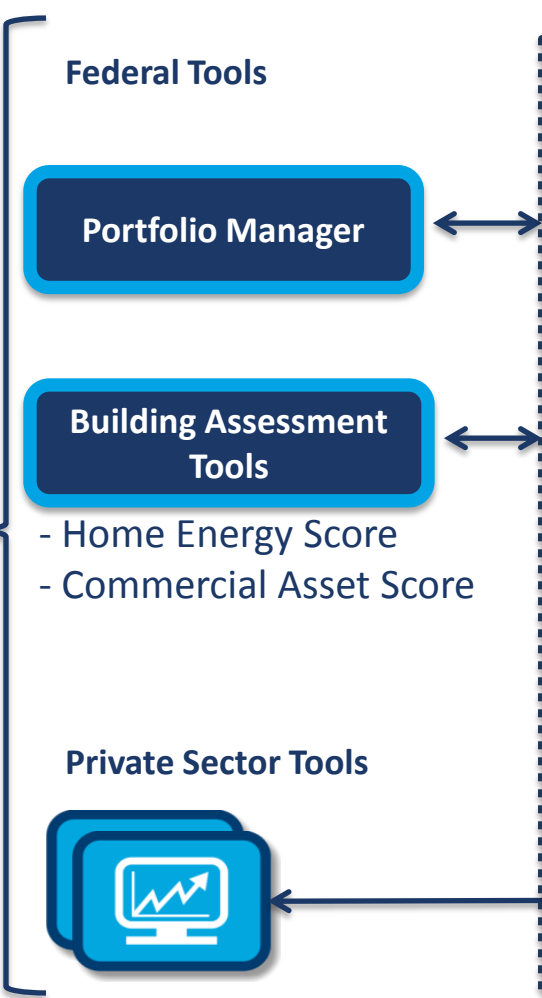 Federal Tools
Portfolio Manager
Building Assessment
Tools
- Home Energy Score
- Commercial Asset Score
Private Sector Tools